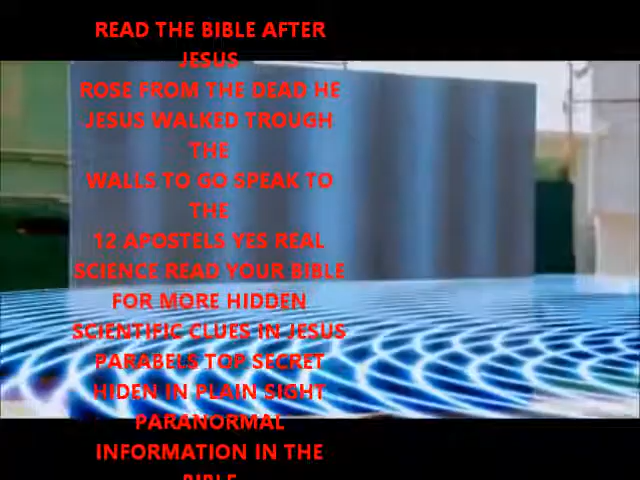 READ THE BIBLE AFTER
JESUS
ROSE FROM THE DEAD HE
JESUS WALKED TROUGH
THE
WALLS TO GO SPEAK TO
THE
12 APOSTELS YES REAL
SCIENCE READ YOUR BIBLE
FOR MORE HIDDEN
SCIENTIFIC CLUES IN JESUS
PARABELS TOP SECRET
HIDEN IN PLAIN SIGHT
PARANORMAL
INFORMATION IN THE
BIBLE